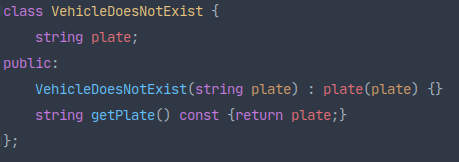 class VehicleDoesNotExist {
    string plate;
public:
    VehicleDoesNotExist(string plate) : plate(plate) {}
    string getPlate() const {return plate;}
};